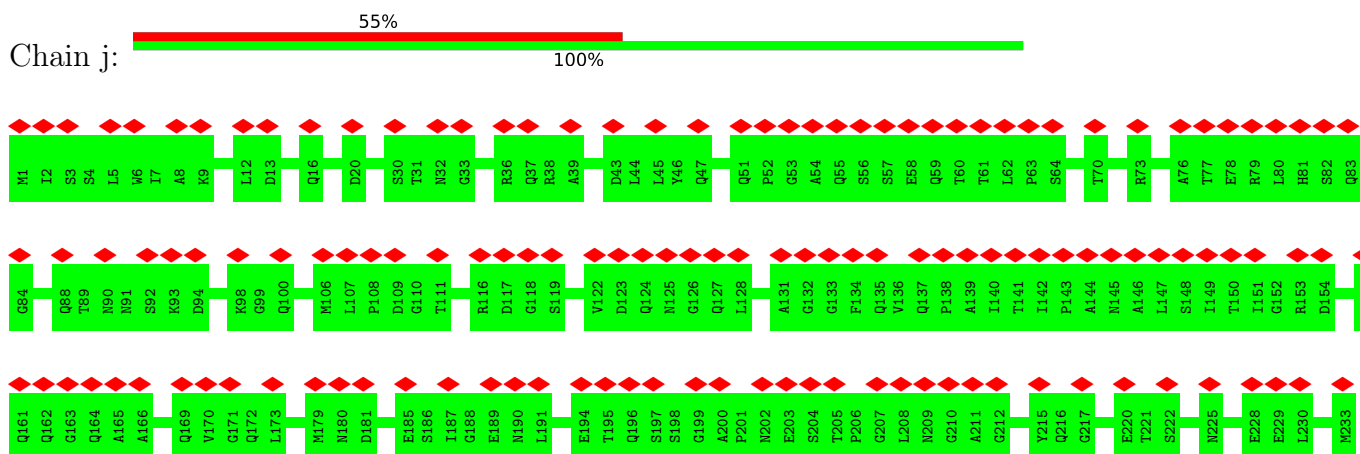 55%
Chain j:
100%
M1 I2 S3 S4 L5 W6 I7 A8 K9 L12 D13 Q16 D20 S30 T31 N32 G33 R36 Q37 R38 A39 D43 L44 L45 Y46 Q47 Q51 P52 G53 A54 Q55 S56 S57 E58 Q59 T60 T61 L62 P63 S64 T70 R73 A76 T77 E78 R79 L80 H81 S82 Q83
G84 Q88 T89 N90 N91 S92 K93 D94 K98 G99 Q100 M106 L107 P108 D109 G110 T111 R116 D117 G118 S119 V122 D123 Q124 N125 G126 Q127 L128 A131 G132 G133 F134 Q135 V136 Q137 P138 A139 I140 T141 I142 P143 A144 N145 A146 L147 S148 I149 T150 I151 G152 R153 D154
Q161 Q162 G163 Q164 A165 A166 Q169 V170 G171 Q172 L173 M179 N180 D181 E185 S186 I187 G188 E189 N190 L191 E194 T195 Q196 S197 S198 G199 A200 P201 N202 E203 S204 T205 P206 G207 L208 N209 G210 A211 G212 Y215 Q216 G217 E220 T221 S222 N225 E228 E229 L230 M233